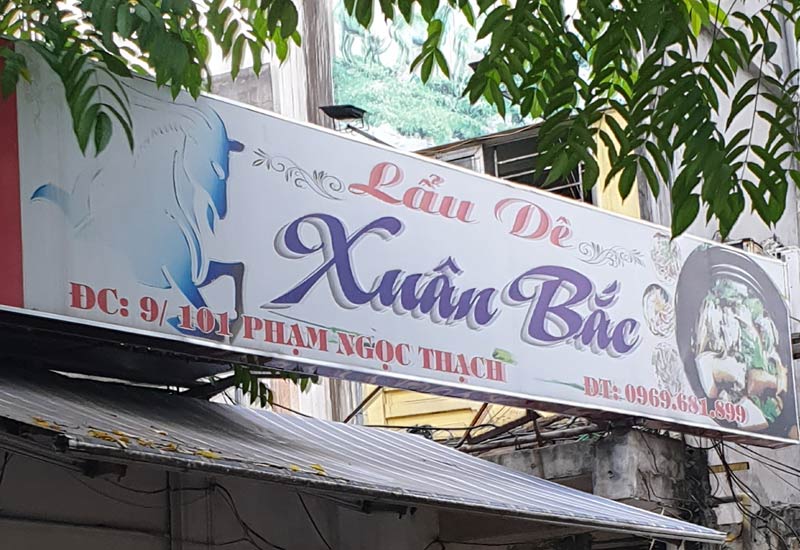 Lẩu Dê
Xuân Bắc
ĐC: 9/ 101 PHẠM NGỌC THẠCH
ĐT: 0969.681.899